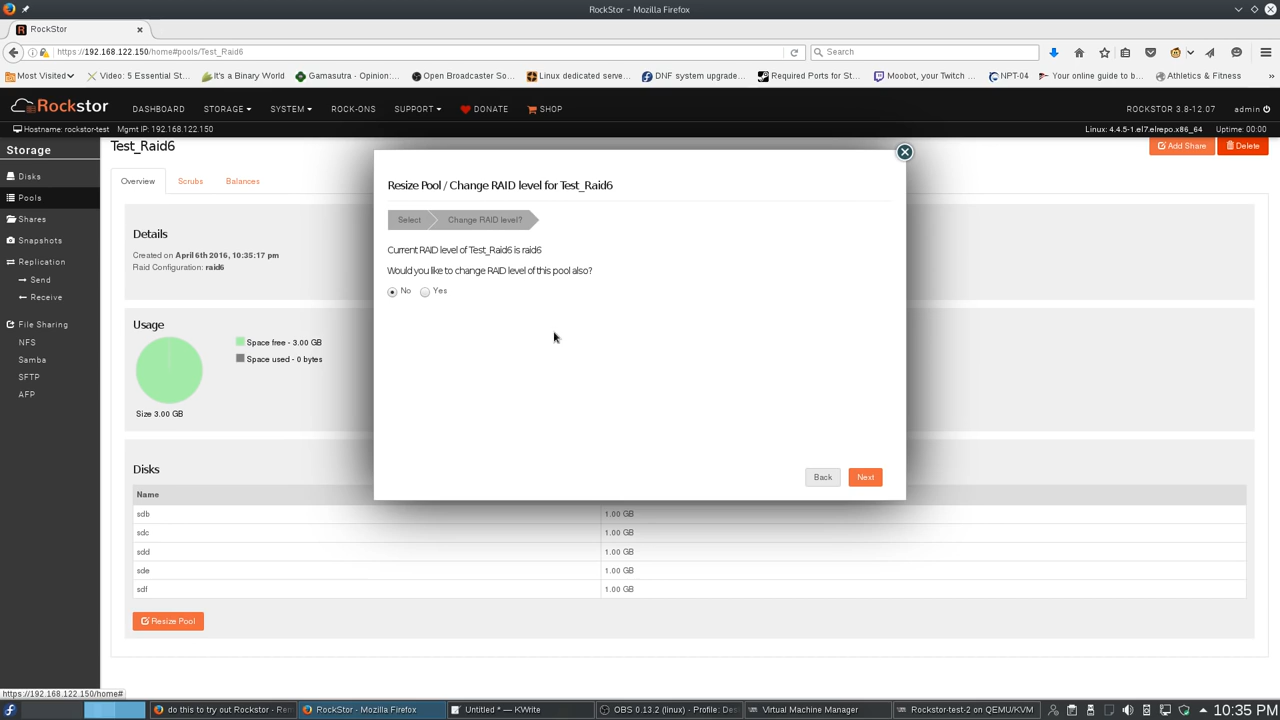 RockStor - Mozilla Firefox
RockStor
https://192.168.122.150/home#pools/Test_Raid6
Search
Most Visited
Video: 5 Essential St...
It's a Binary World
Gamasutra - Opinion:...
Open Broadcaster So...
Linux dedicated serve...
DNF system upgrade...
Required Ports for St...
Moobot, your Twitch ...
NPT-04
Your online guide to b...
Athletics & Fitness
»
Rockstor
DASHBOARD
STORAGE
SYSTEM
ROCK-ONS
SUPPORT
DONATE
SHOP
ROCKSTOR 3.8-12.07
admin
Hostname: rockstor-test Mgmt IP: 192.168.122.150
Linux: 4.4.5-1.el7.elrepo.x86_64
Uptime: 00:00
Storage
Disks
Pools
Shares
Snapshots
Replication
Send
Receive
File Sharing
NFS
Samba
SFTP
AFP
Test_Raid6
Add Share
Delete
Overview
Scrubs
Balances
Details
Created on April 6th 2016, 10:35:17 pm
Raid Configuration: raid6
Usage
Space free - 3.00 GB
Space used - 0 bytes
Size 3.00 GB
Disks
Name
sdb 1.00 GB
sdc 1.00 GB
sdd 1.00 GB
sde 1.00 GB
sdf 1.00 GB
Resize Pool
Resize Pool / Change RAID level for Test_Raid6
Select
Change RAID level?
Current RAID level of Test_Raid6 is raid6
Would you like to change RAID level of this pool also?
No
Yes
Back
Next
https://192.168.122.150/home#
do this to try out Rockstor - Rem
RockStor - Mozilla Firefox
Untitled * — KWrite
OBS 0.13.2 (linux) - Profile: Des
Virtual Machine Manager
Rockstor-test-2 on QEMU/KVM
10:35 PM